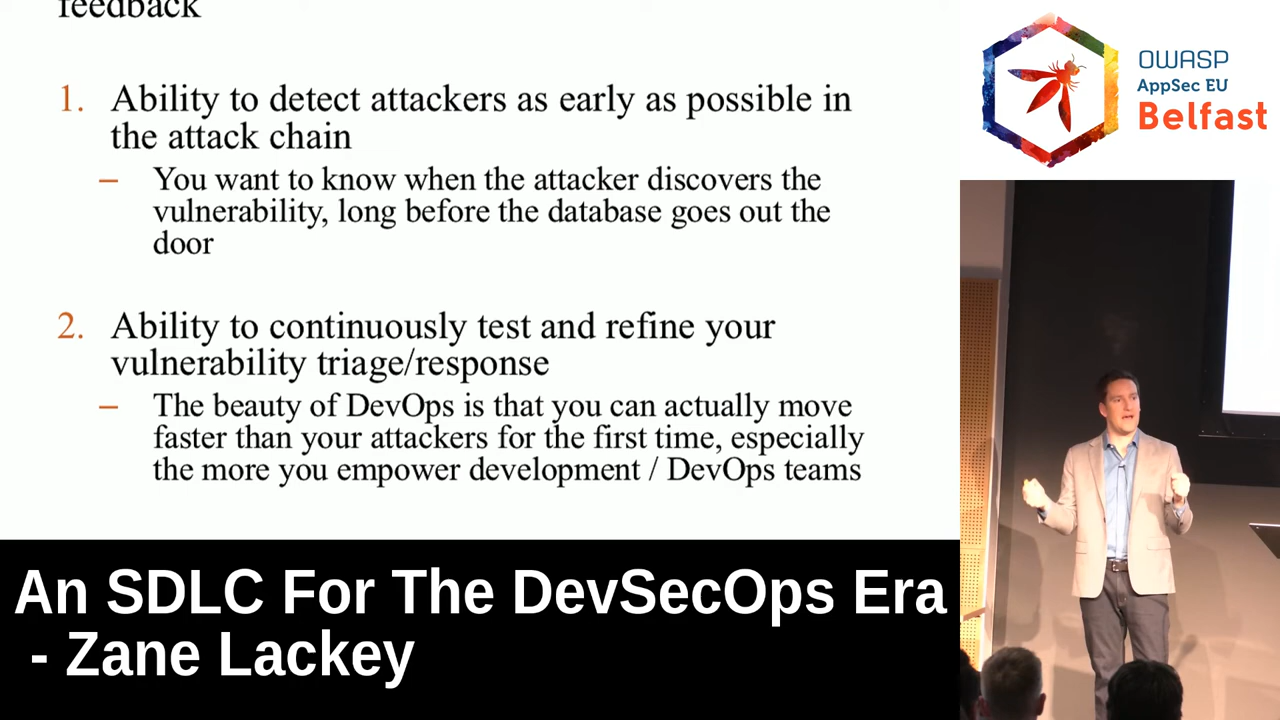 feedback
1. Ability to detect attackers as early as possible in
the attack chain
– You want to know when the attacker discovers the
vulnerability, long before the database goes out the
door
2. Ability to continuously test and refine your
vulnerability triage/response
– The beauty of DevOps is that you can actually move
faster than your attackers for the first time, especially
the more you empower development / DevOps teams
OWASP
AppSec EU
Belfast
An SDLC For The DevSecOps Era
- Zane Lackey